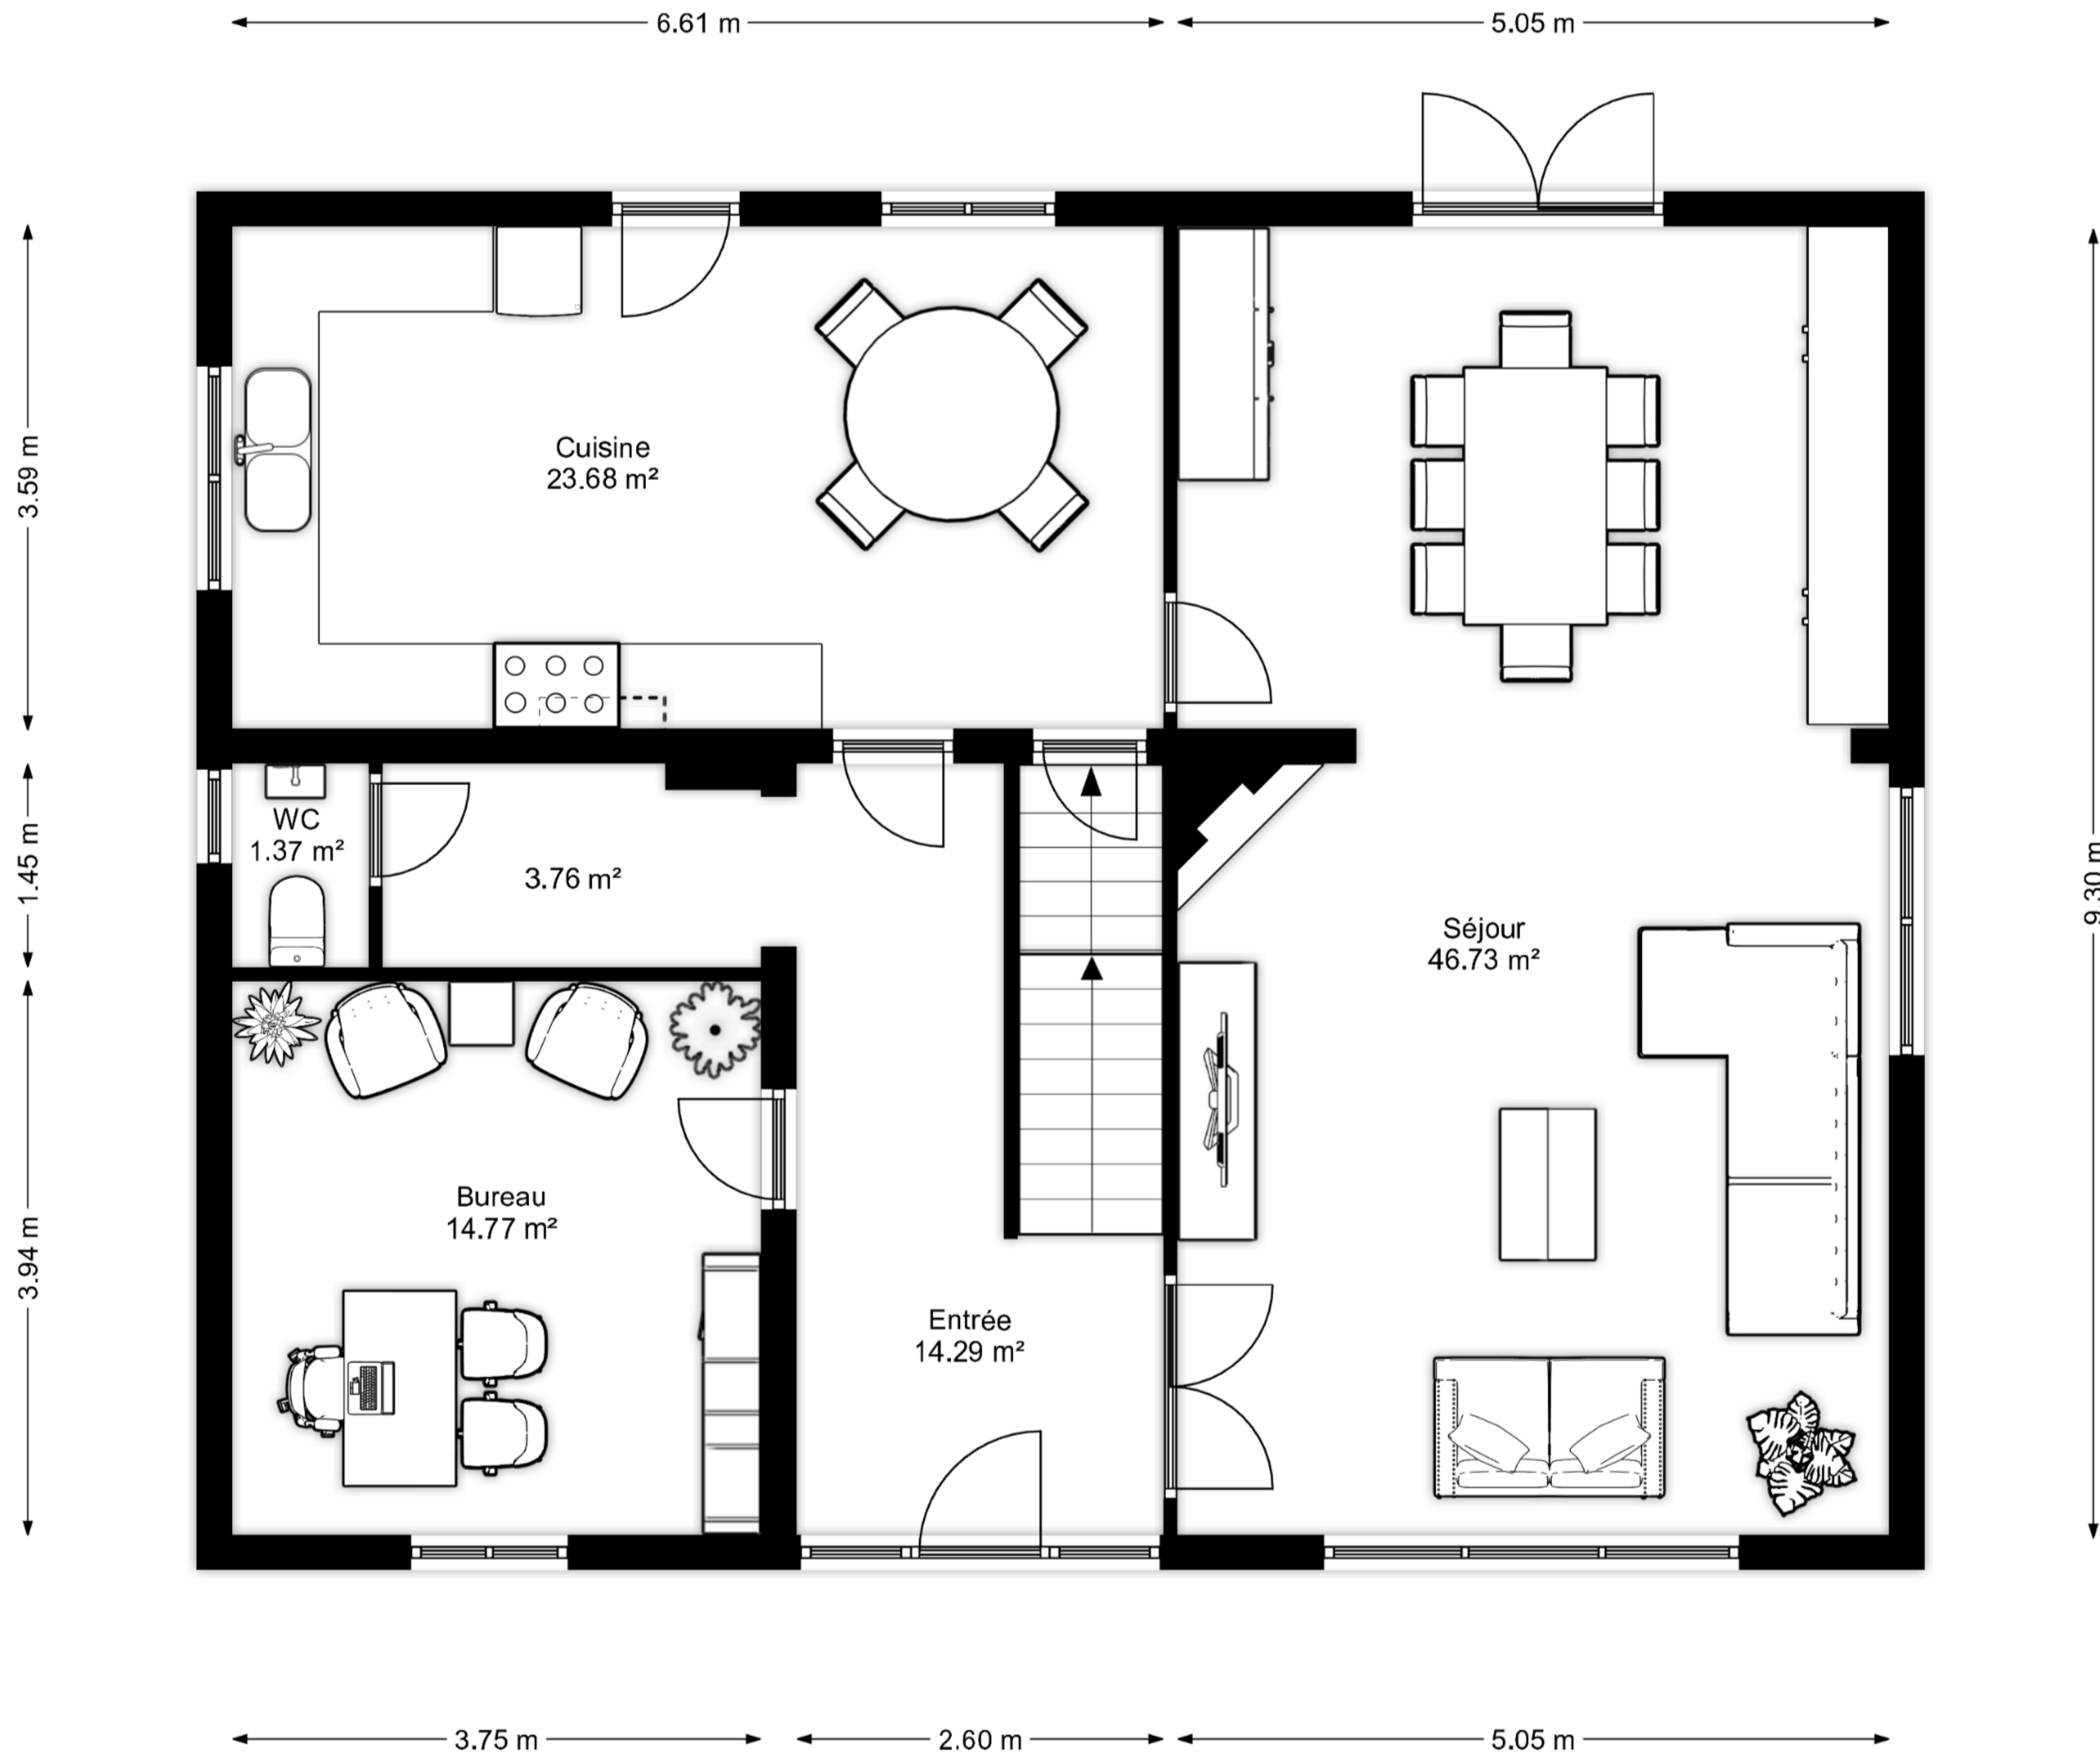 6.61 m
5.05 m
3.59 m
Cuisine
23.68 m²
WC
1.37 m²
1.45 m
3.76 m²
9.30 m
Séjour
46.73 m²
Bureau
14.77 m²
3.94 m
Entrée
14.29 m²
3.75 m
2.60 m
5.05 m